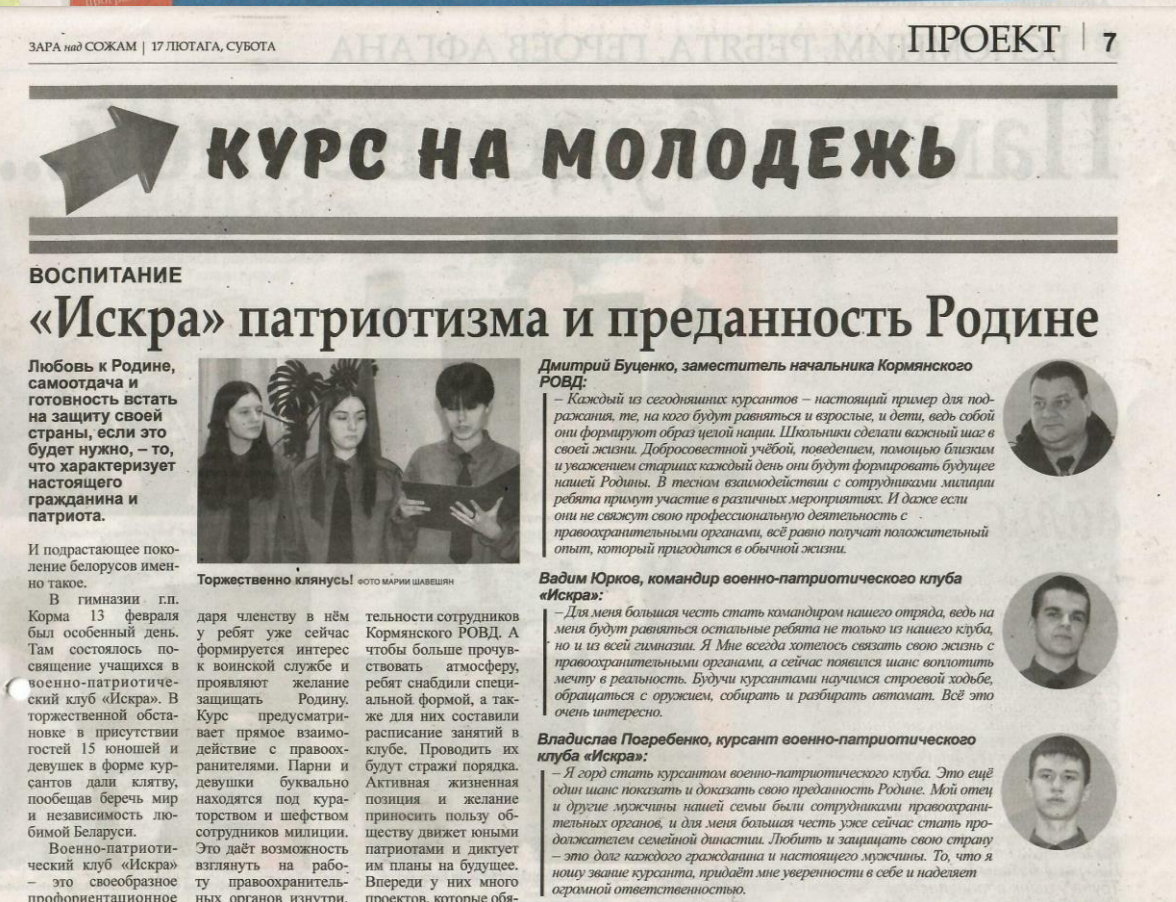 ЗАРА над СОЖАМ | 17 ЛЮТАГА, СУБОТА
ПРОЕКТ | 7
КУРС НА МОЛОДЕЖЬ
ВОСПИТАНИЕ
«Искра» патриотизма и преданность Родине
Любовь к Родине,
самоотдача и
готовность встать
на защиту своей
страны, если это
будет нужно, – то,
что характеризует
настоящего
гражданина и
патриота.
И подрастающее поко-
ление белорусов имен-
но такое.
В гимназии г.п.
Корма 13 февраля
был особенный день.
Там состоялось по-
священие учащихся в
военно-патриотиче-
ский клуб «Искра». В
торжественной обста-
новке в присутствии
гостей 15 юношей и
девушек в форме кур-
сантов дали клятву,
пообещав беречь мир
и независимость лю-
бимой Беларуси.
Военно-патриоти-
ческий клуб «Искра»
– это своеобразное
профориентационное
Торжественно клянусь! ФОТО МАРИИ ШАВЕШЯН
даря членству в нём
у ребят уже сейчас
формируется интерес
к воинской службе и
проявляют желание
защищать Родину.
Курс предусматри-
вает прямое взаимо-
действие с правоох-
ранителями. Парни и
девушки буквально
находятся под кура-
торством и шефством
сотрудников милиции.
Это даёт возможность
взглянуть на рабо-
ту правоохранитель-
ных органов изнутри.
тельности сотрудников
Кормянского РОВД. А
чтобы больше прочув-
ствовать атмосферу,
ребят снабдили специ-
альной формой, а так-
же для них составили
расписание занятий в
клубе. Проводить их
будут стражи порядка.
Активная жизненная
позиция и желание
приносить пользу об-
ществу движет юными
патриотами и диктует
им планы на будущее.
Впереди у них много
проектов, которые обя-
Дмитрий Буценко, заместитель начальника Кормянского
РОВД:
– Каждый из сегодняшних курсантов – настоящий пример для под-
ражания, те, на кого будут равняться и взрослые, и дети, ведь собой
они формируют образ целой нации. Школьники сделали важный шаг в
своей жизни. Добросовестной учёбой, поведением, помощью близким
и уважением старших каждый день они будут формировать будущее
нашей Родины. В тесном взаимодействии с сотрудниками милиции
ребята примут участие в различных мероприятиях. И даже если
они не свяжут свою профессиональную деятельность с
правоохранительными органами, всё равно получат положительный
опыт, который пригодится в обычной жизни.
Вадим Юрков, командир военно-патриотического клуба
«Искра»:
– Для меня большая честь стать командиром нашего отряда, ведь на
меня будут равняться остальные ребята не только из нашего клуба,
но и из всей гимназии. Я Мне всегда хотелось связать свою жизнь с
правоохранительными органами, а сейчас появился шанс воплотить
мечту в реальность. Будучи курсантами научимся строевой ходьбе,
обращаться с оружием, собирать и разбирать автомат. Всё это
очень интересно.
Владислав Погребенко, курсант военно-патриотического
клуба «Искра»:
– Я горд стать курсантом военно-патриотического клуба. Это ещё
один шанс показать и доказать свою преданность Родине. Мой отец
и другие мужчины нашей семьи были сотрудниками правоохрани-
тельных органов, и для меня большая честь уже сейчас стать про-
должателем семейной династии. Любить и защищать свою страну
– это долг каждого гражданина и настоящего мужчины. То, что я
ношу звание курсанта, придаёт мне уверенности в себе и наделяет
огромной ответственностью.